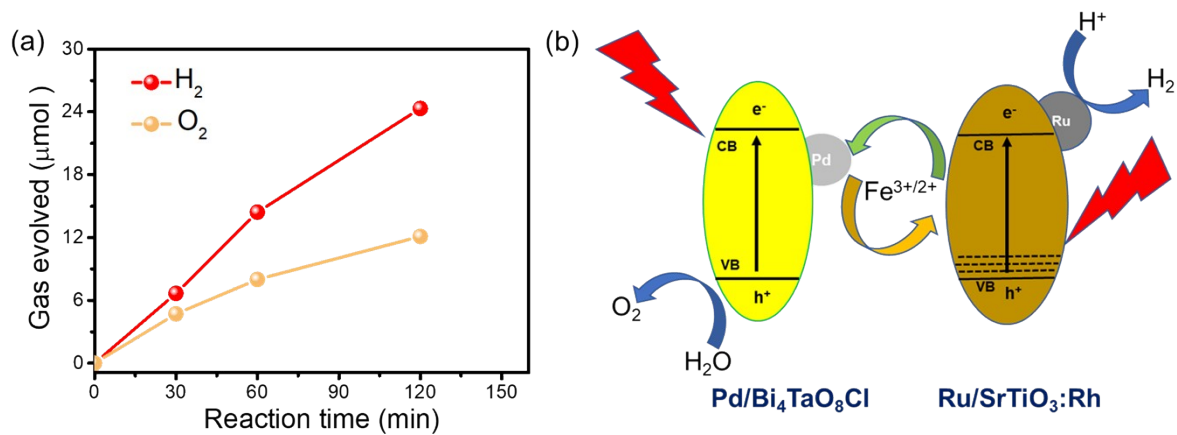 (a)
30
24
18
12
6
0
Gas evolved (μmol)
H₂
O₂
0 30 60 90 120 150
Reaction time (min)
(b)
e⁻
CB
VB
h⁺
Pd
Fe³⁺/²⁺
O₂
H₂O
Pd/Bi₄TaO₈Cl
H⁺
H₂
Ru
e⁻
CB
VB
h⁺
Ru/SrTiO₃:Rh